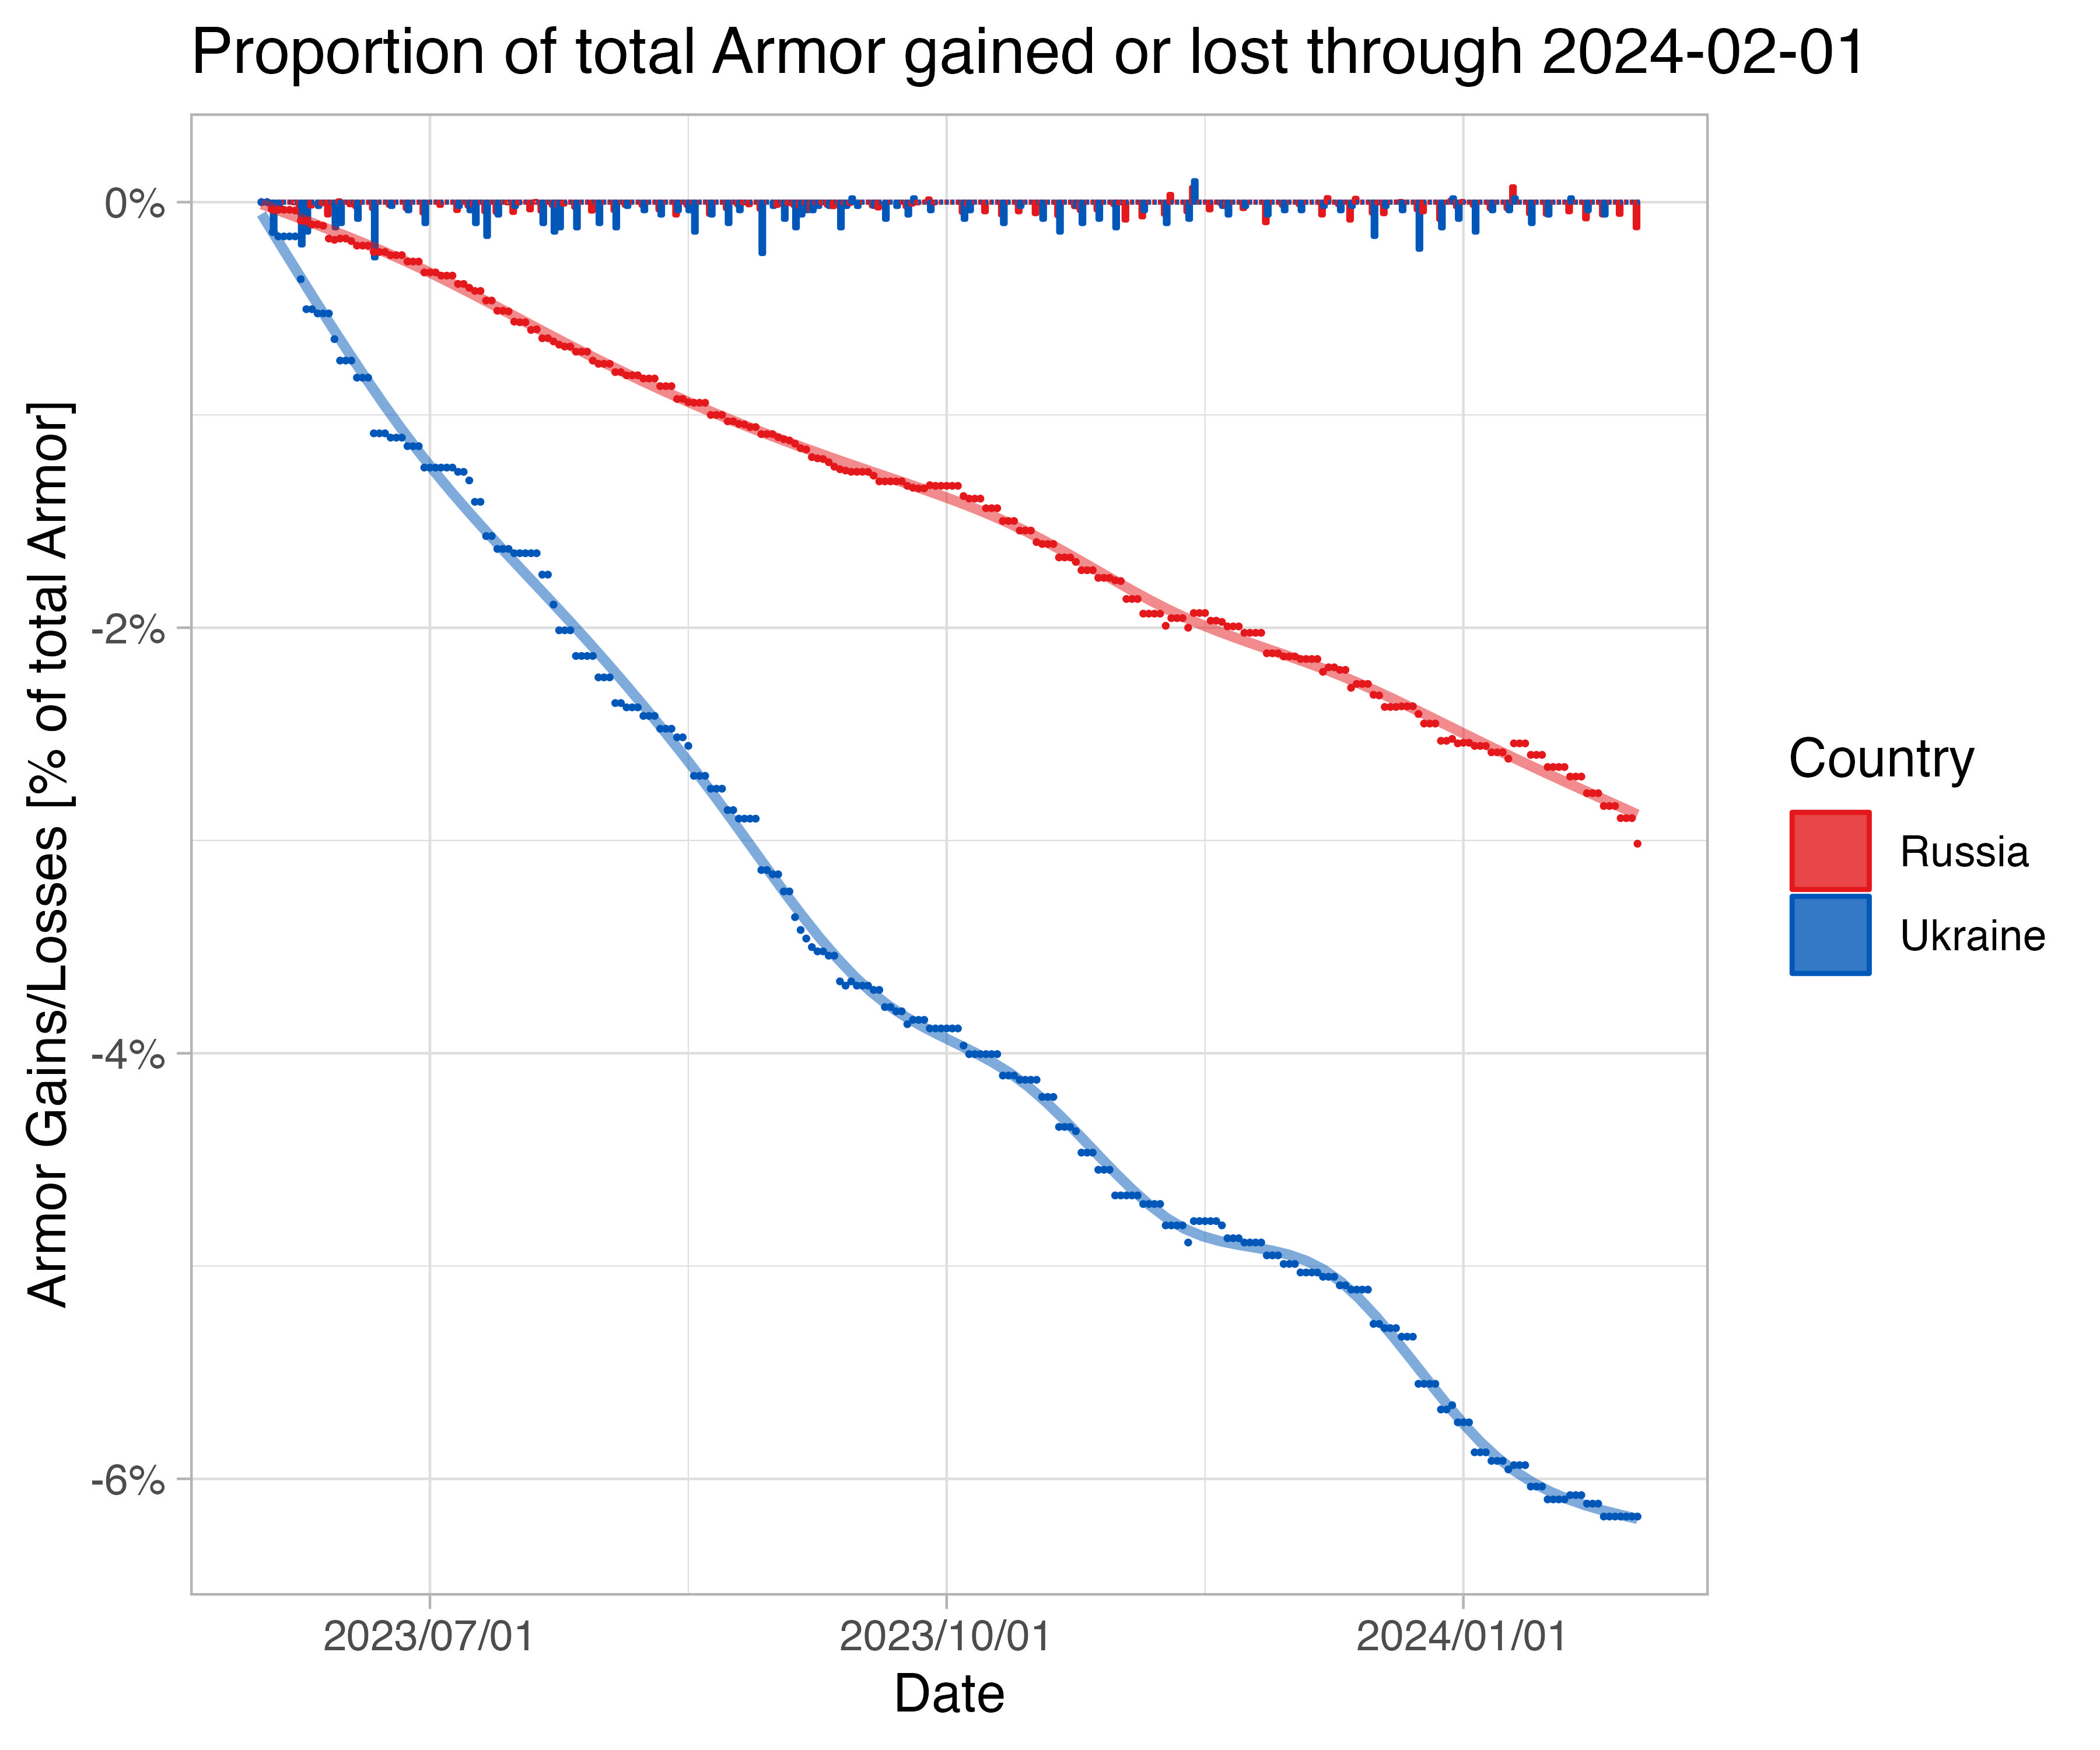 Proportion of total Armor gained or lost through 2024-02-01
Armor Gains/Losses [% of total Armor]
0%
-2%
-4%
-6%
2023/07/01
2023/10/01
2024/01/01
Date
Country
Russia
Ukraine